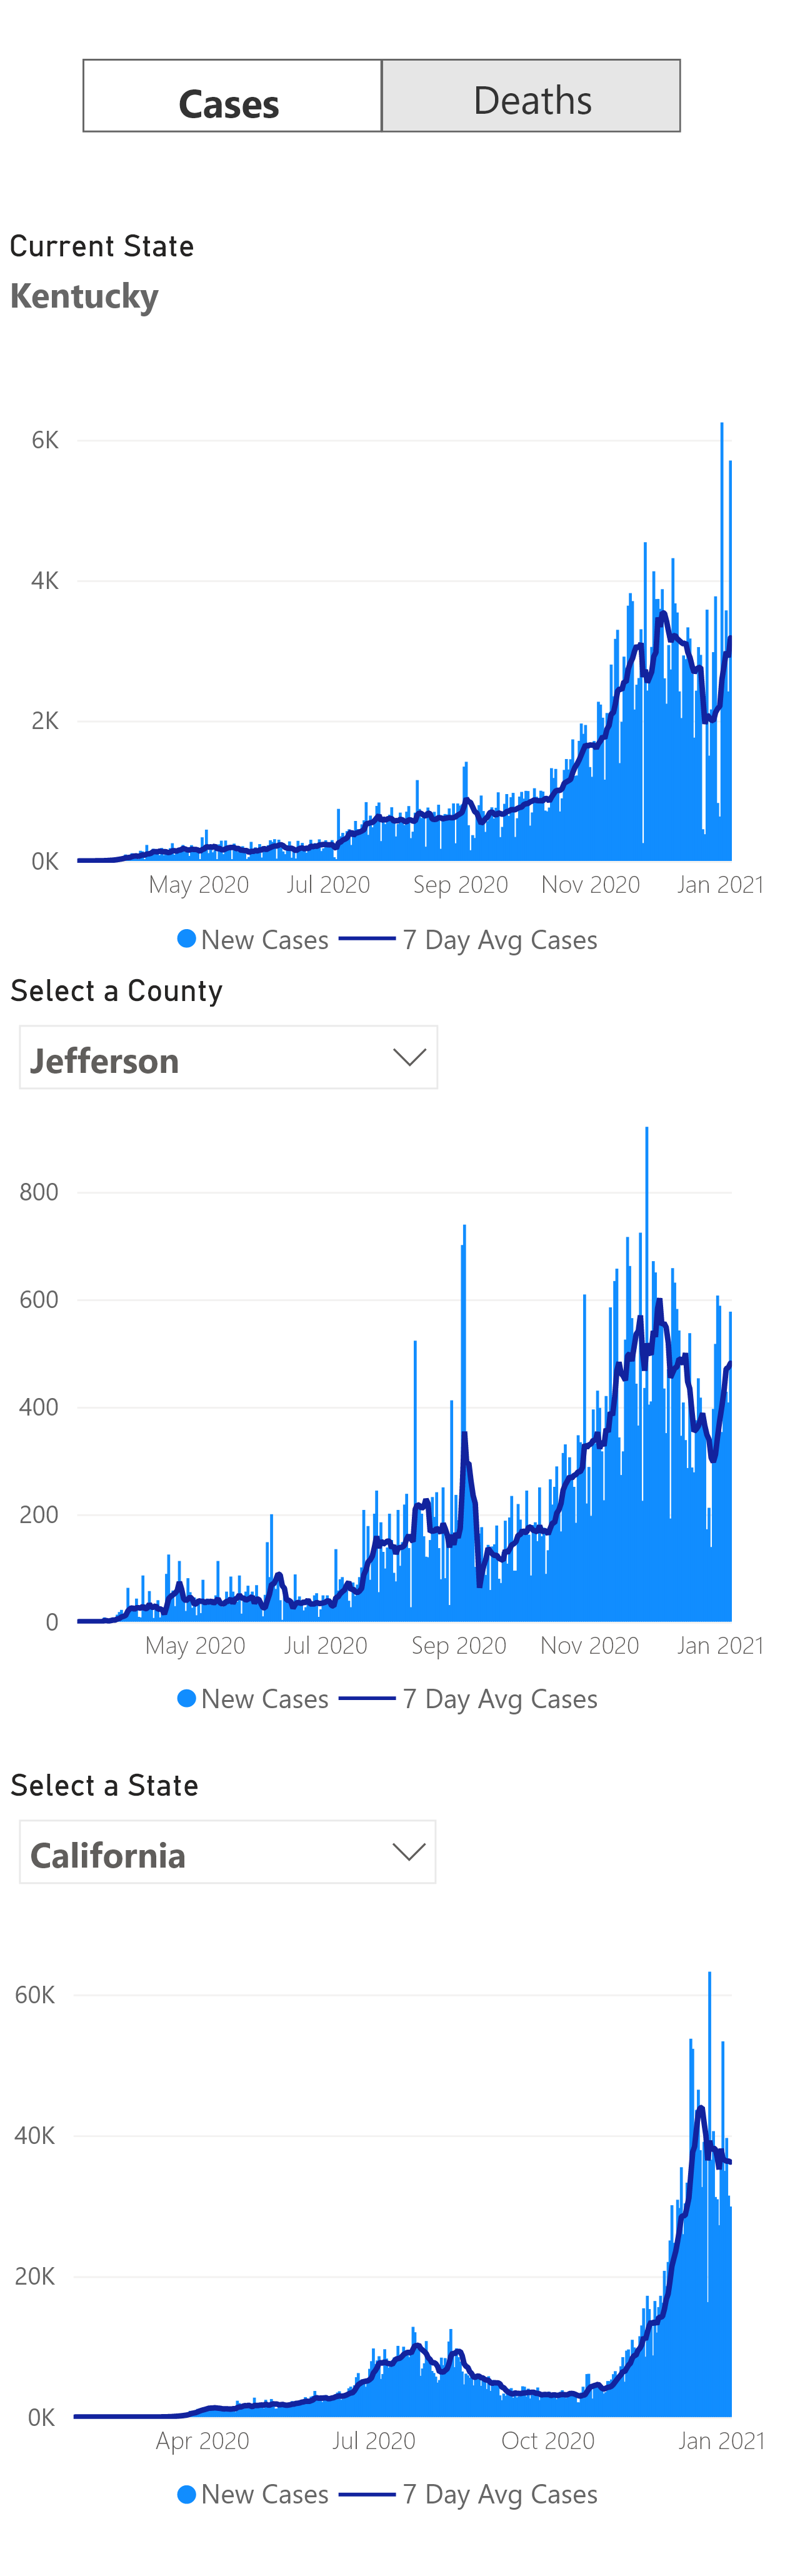 Cases Deaths
Current State
Kentucky
6K
4K
2K
0K
May 2020 Jul 2020 Sep 2020 Nov 2020 Jan 2021
New Cases 7 Day Avg Cases
Select a County
Jefferson
800
600
400
200
0
May 2020 Jul 2020 Sep 2020 Nov 2020 Jan 2021
New Cases 7 Day Avg Cases
Select a State
California
60K
40K
20K
0K
Apr 2020 Jul 2020 Oct 2020 Jan 2021
New Cases 7 Day Avg Cases